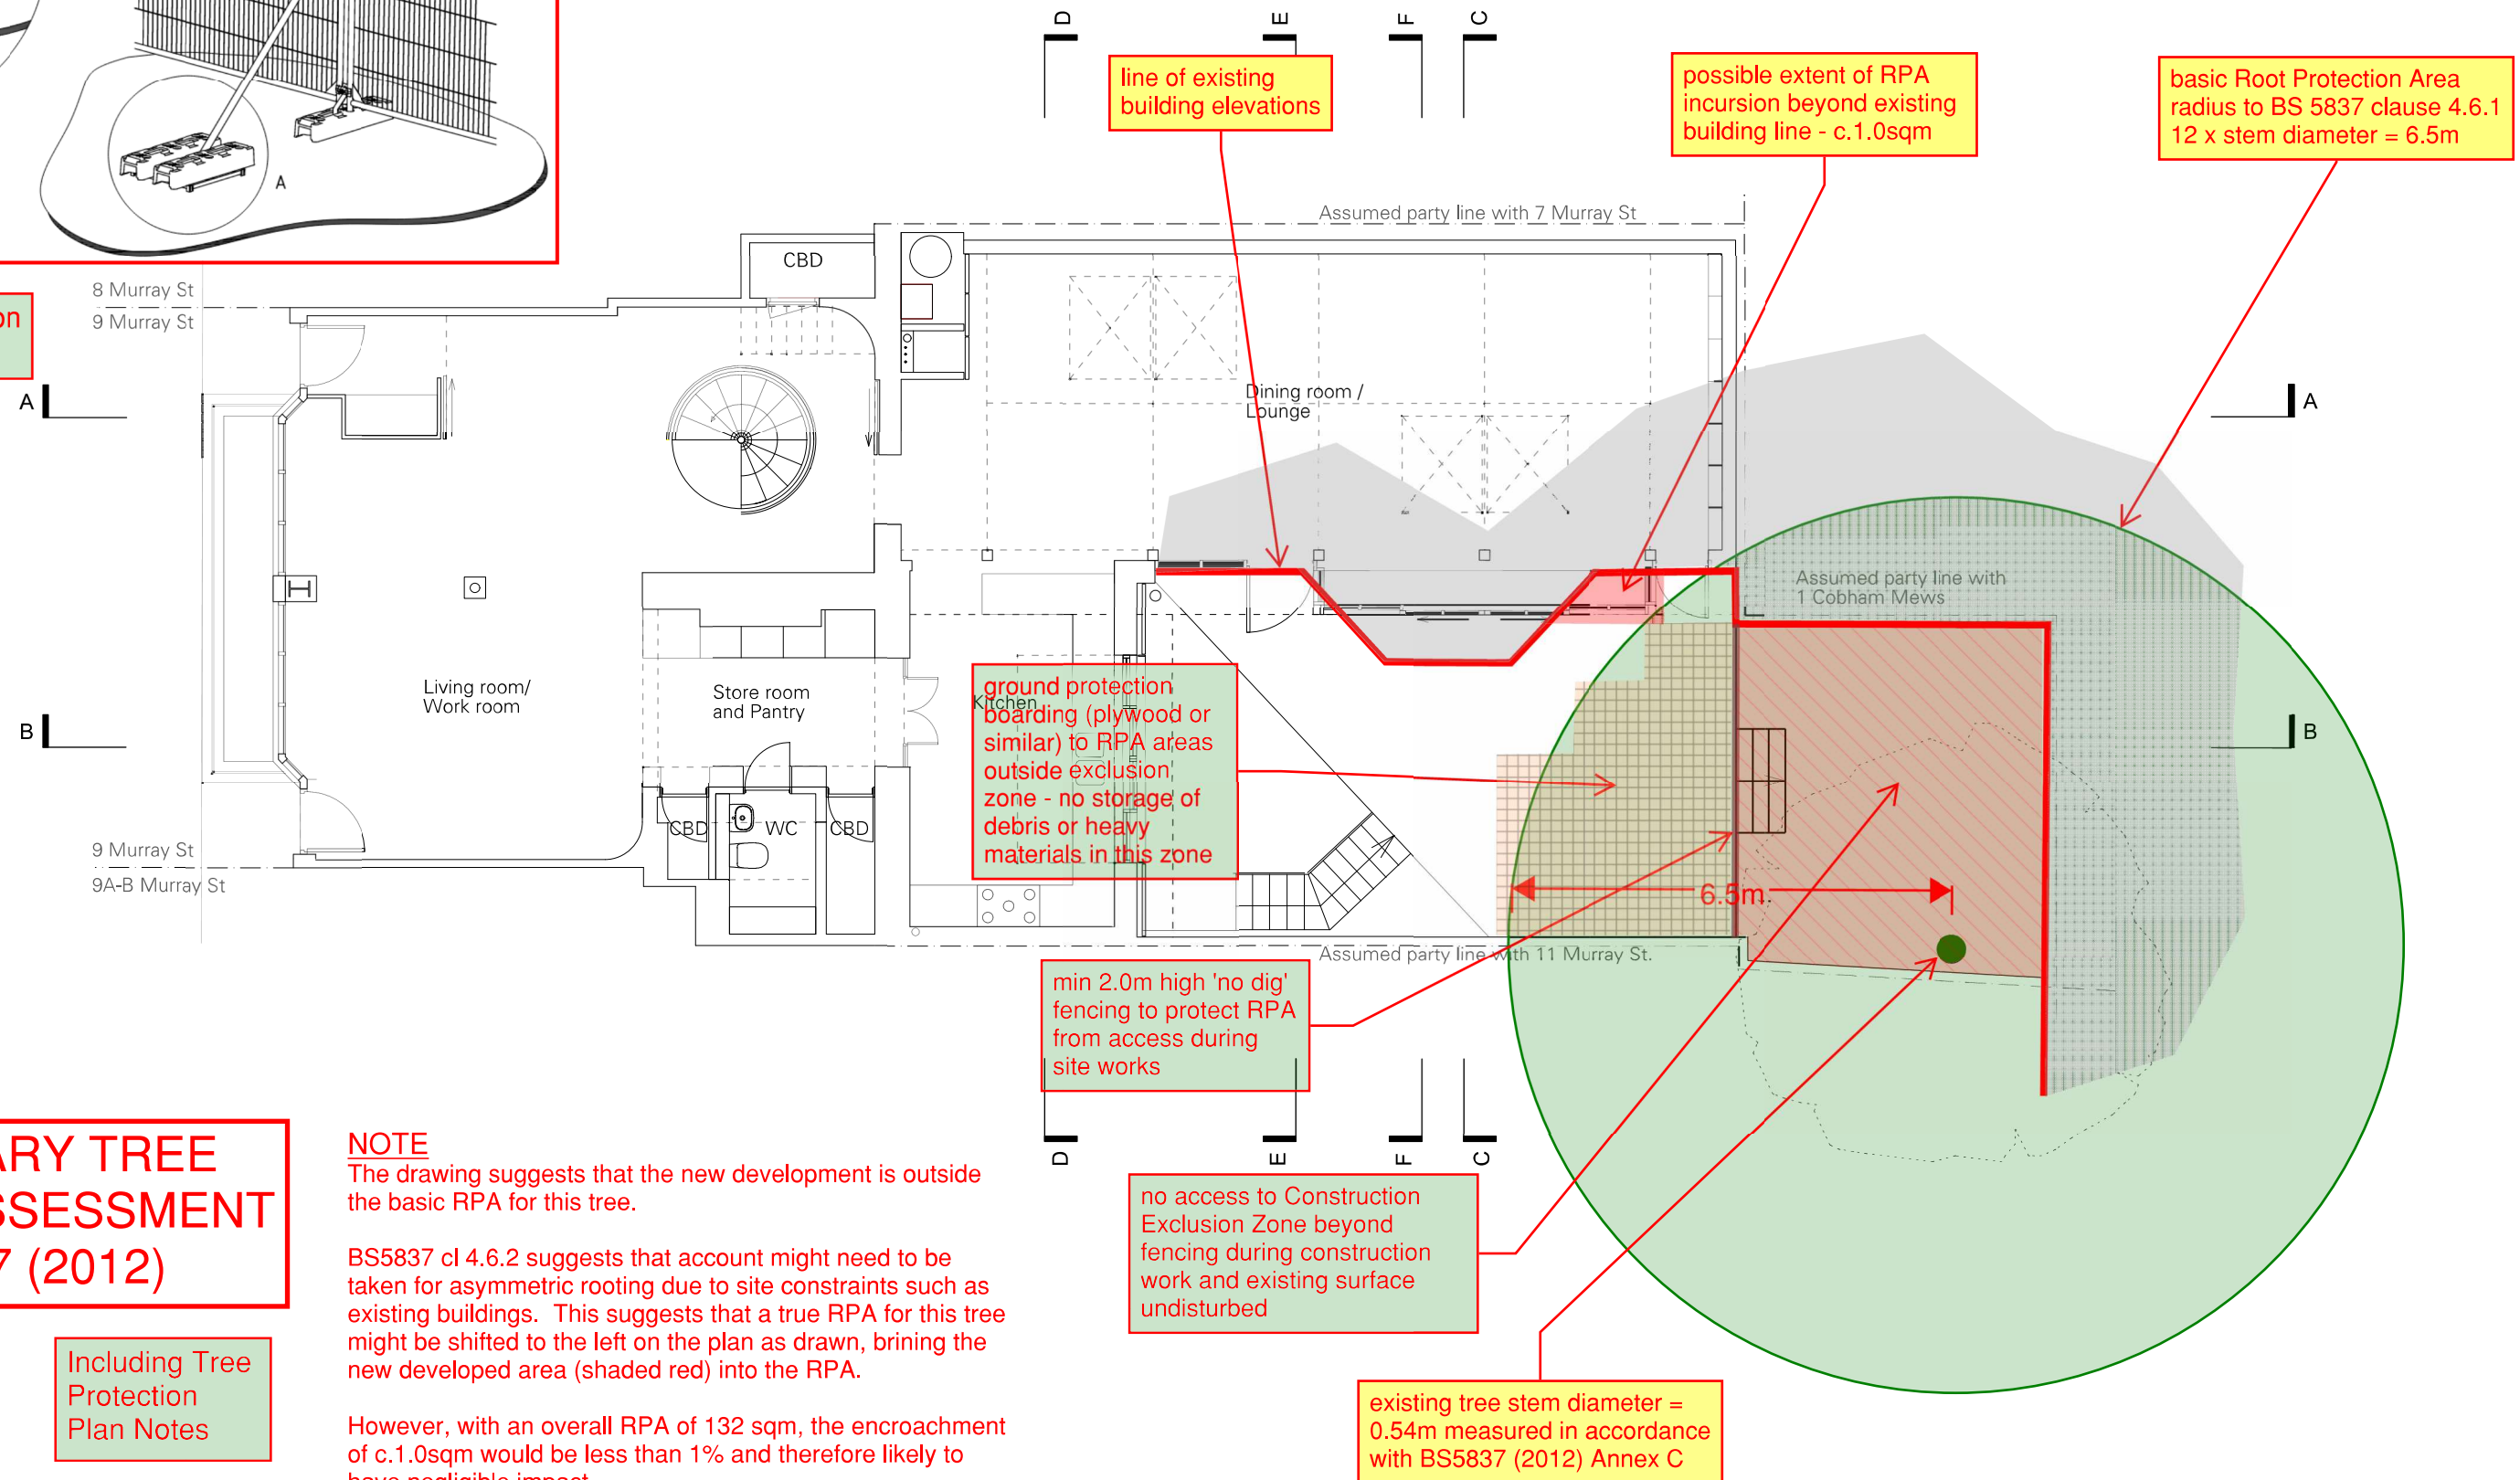 A
D
E
F
C
line of existing
building elevations
possible extent of RPA
incursion beyond existing
building line - c.1.0sqm
basic Root Protection Area
radius to BS 5837 clause 4.6.1
12 x stem diameter = 6.5m
Assumed party line with 7 Murray St
CBD
8 Murray St
9 Murray St
on
A
Dining room /
Lounge
A
Assumed party line with
1 Cobham Mews
Living room/
Work room
Store room
and Pantry
Kitchen
ground protection
boarding (plywood or
similar) to RPA areas
outside exclusion
zone - no storage of
debris or heavy
materials in this zone
B
B
CBD
WC
CBD
9 Murray St
9A-B Murray St
6.5m
Assumed party line with 11 Murray St.
min 2.0m high 'no dig'
fencing to protect RPA
from access during
site works
D
E
F
C
ARY TREE
SSESSMENT
7 (2012)
Including Tree
Protection
Plan Notes
NOTE
The drawing suggests that the new development is outside
the basic RPA for this tree.
BS5837 cl 4.6.2 suggests that account might need to be
taken for asymmetric rooting due to site constraints such as
existing buildings.  This suggests that a true RPA for this tree
might be shifted to the left on the plan as drawn, brining the
new developed area (shaded red) into the RPA.
However, with an overall RPA of 132 sqm, the encroachment
of c.1.0sqm would be less than 1% and therefore likely to
have negligible impact
no access to Construction
Exclusion Zone beyond
fencing during construction
work and existing surface
undisturbed
existing tree stem diameter =
0.54m measured in accordance
with BS5837 (2012) Annex C